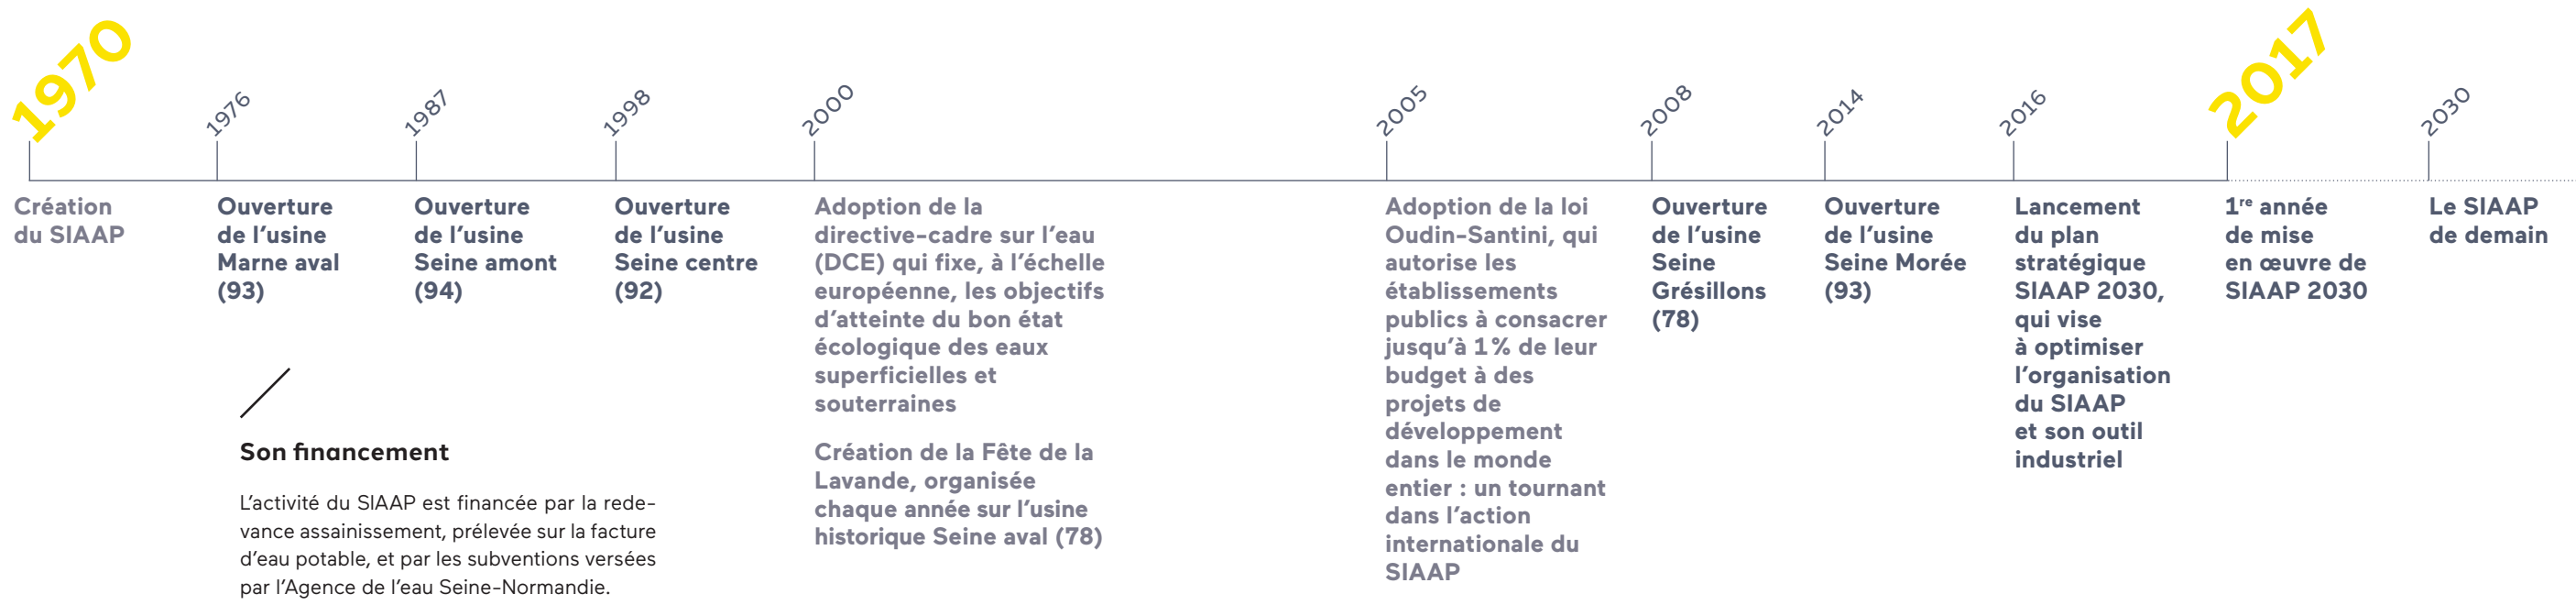 1970
Création
du SIAAP
1976
Ouverture
de l’usine
Marne aval
(93)
1987
Ouverture
de l’usine
Seine amont
(94)
1998
Ouverture
de l’usine
Seine centre
(92)
2000
Adoption de la
directive-cadre sur l’eau
(DCE) qui fixe, à l’échelle
européenne, les objectifs
d’atteinte du bon état
écologique des eaux
superficielles et
souterraines
Création de la Fête de la
Lavande, organisée
chaque année sur l’usine
historique Seine aval (78)
2005
Adoption de la loi
Oudin-Santini, qui
autorise les
établissements
publics à consacrer
jusqu’à 1 % de leur
budget à des
projets de
développement
dans le monde
entier : un tournant
dans l’action
internationale du
SIAAP
2008
Ouverture
de l’usine
Seine
Grésillons
(78)
2014
Ouverture
de l’usine
Seine Morée
(93)
2016
Lancement
du plan
stratégique
SIAAP 2030,
qui vise
à optimiser
l’organisation
du SIAAP
et son outil
industriel
2017
1re année
de mise
en œuvre de
SIAAP 2030
2030
Le SIAAP
de demain
Son financement
L’activité du SIAAP est financée par la rede-
vance assainissement, prélevée sur la facture
d’eau potable, et par les subventions versées
par l’Agence de l’eau Seine-Normandie.